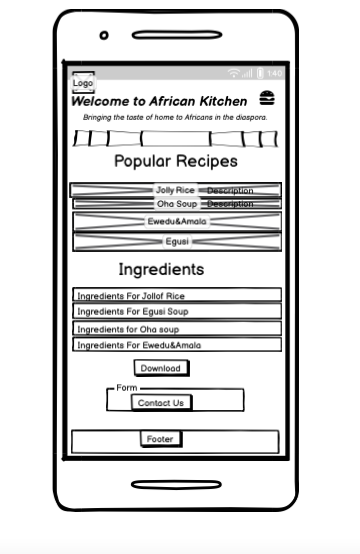 1:40
Logo
Welcome to African Kitchen
Bringing the taste of home to Africans in the diaspora.
Popular Recipes
Jolly Rice Description
Oha Soup Description
Ewedu&Amala
Egusi
Ingredients
Ingredients For Jollof Rice
Ingredients For Egusi Soup
Ingredients for Oha soup
Ingredients For Ewedu&Amala
Download
Form
Contact Us
Footer